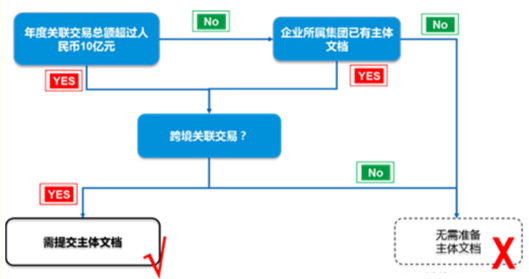 年度关联交易总额超过人
民币10亿元
No
企业所属集团已有主体
文档
No
YES
YES
跨境关联交易？
No
YES
需提交主体文档
无需准备
主体文档